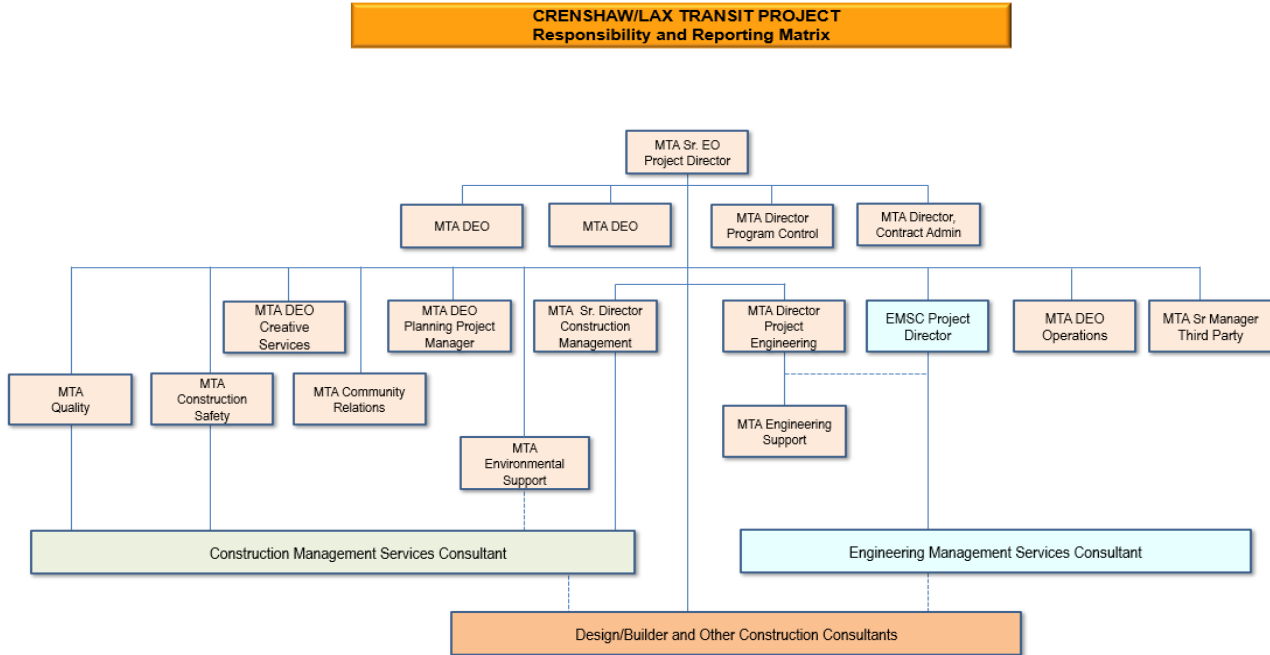 CRENSHAW/LAX TRANSIT PROJECT
Responsibility and Reporting Matrix
MTA Sr. EO
Project Director
MTA DEO
MTA DEO
MTA Director
Program Control
MTA Director,
Contract Admin
MTA DEO
Creative
Services
MTA DEO
Planning Project
Manager
MTA Sr. Director
Construction
Management
MTA Director
Project
Engineering
EMSC Project
Director
MTA DEO
Operations
MTA Sr Manager
Third Party
MTA
Quality
MTA
Construction
Safety
MTA Community
Relations
MTA Engineering
Support
MTA
Environmental
Support
Construction Management Services Consultant
Engineering Management Services Consultant
Design/Builder and Other Construction Consultants